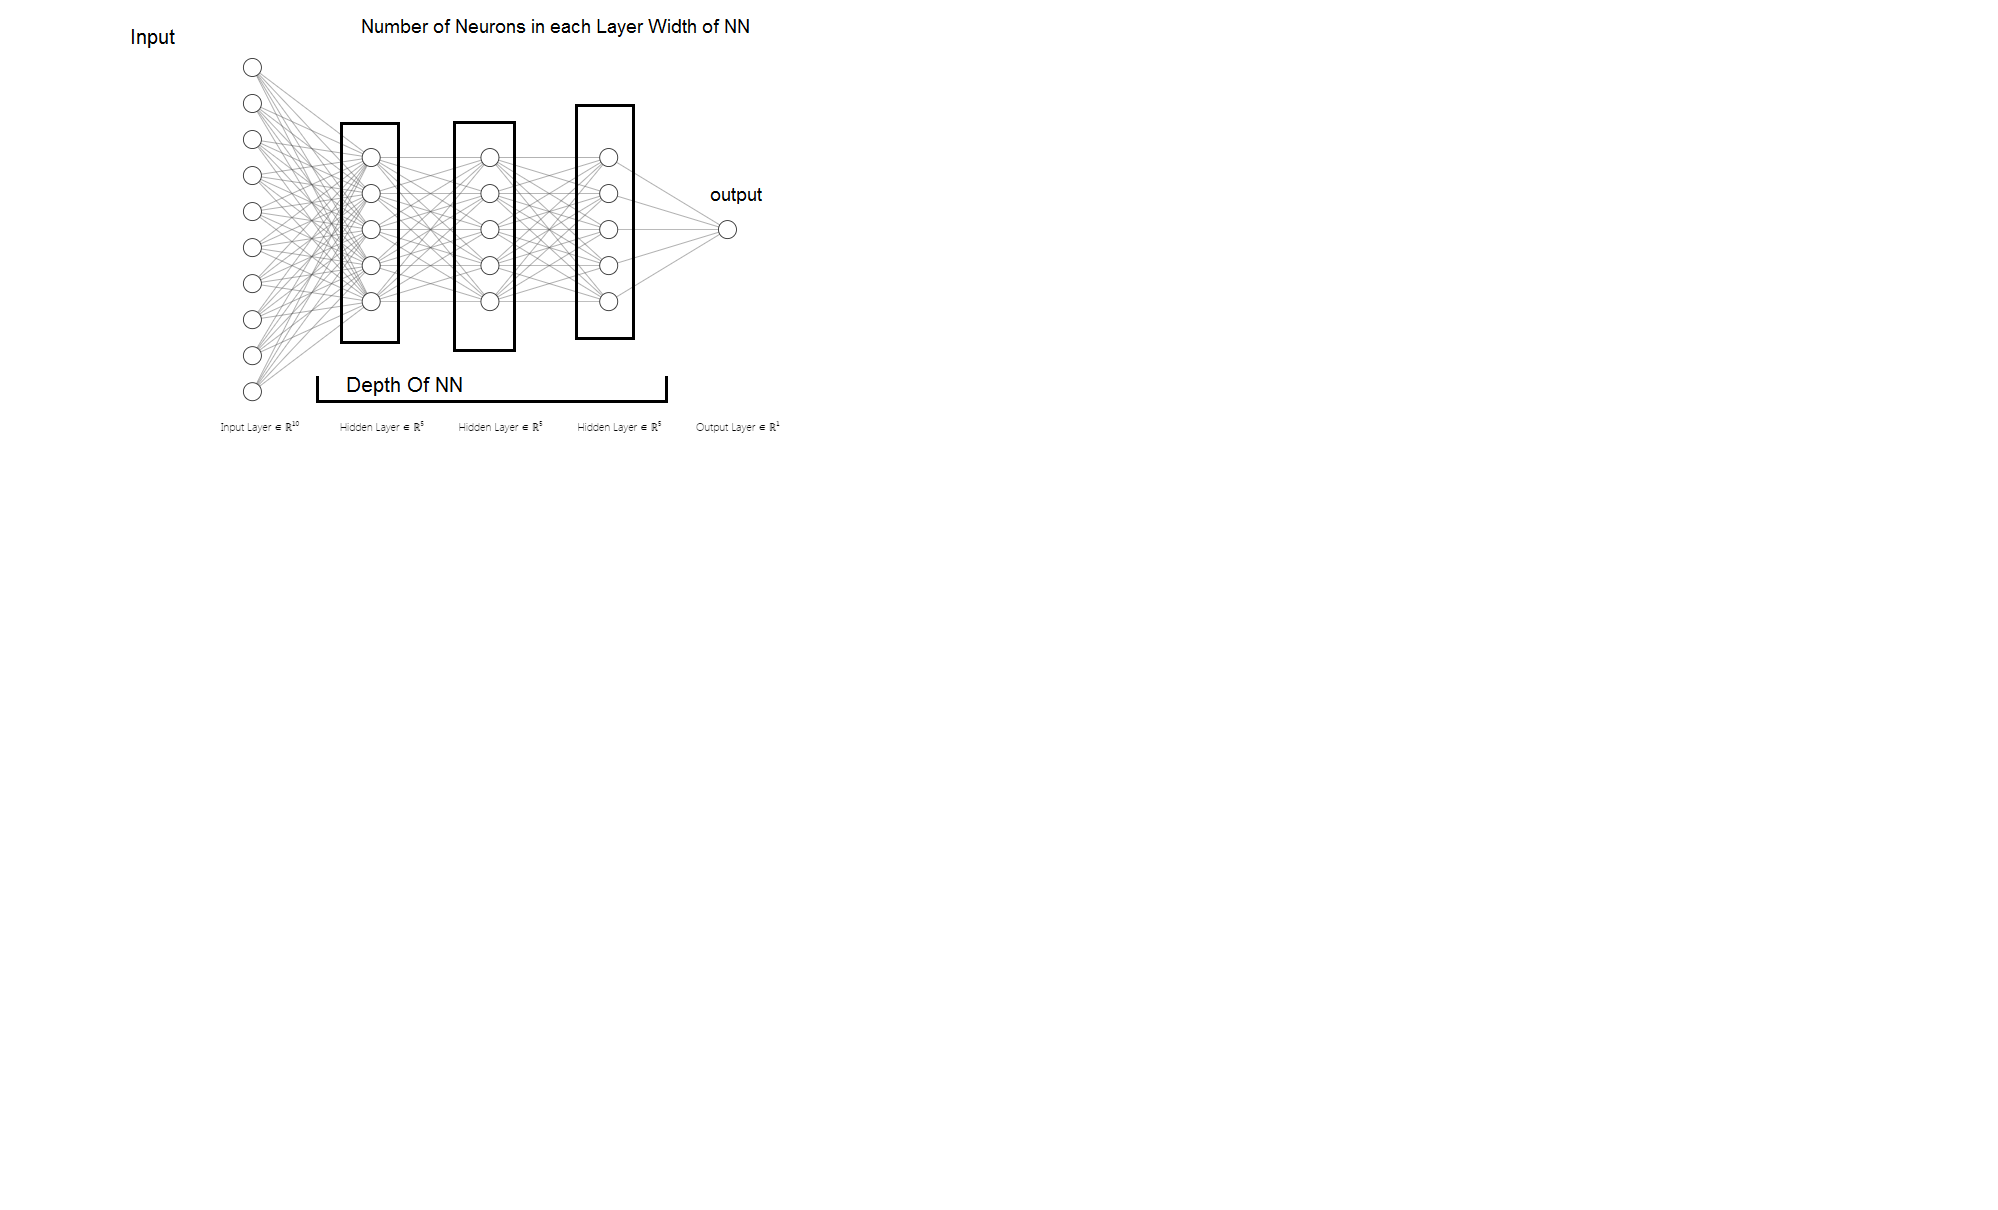 Number of Neurons in each Layer Width of NN
Input
output
Depth Of NN
Input Layer ∈ ℝ¹⁰
Hidden Layer ∈ ℝ⁵
Hidden Layer ∈ ℝ⁵
Hidden Layer ∈ ℝ⁵
Output Layer ∈ ℝ¹